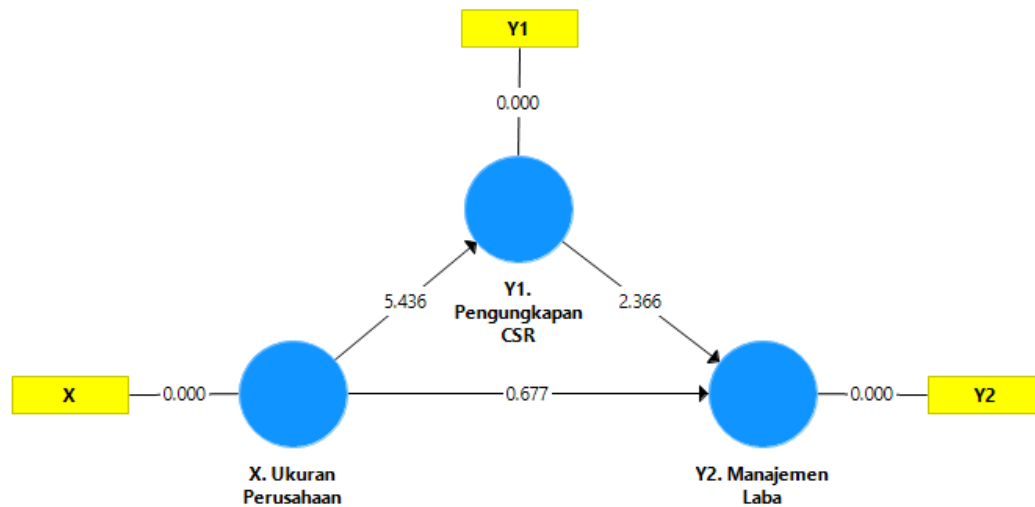 Y1
0.000
Y1.
Pengungkapan
CSR
5.436
2.366
X
0.000
0.677
0.000
Y2
X. Ukuran
Perusahaan
Y2. Manajemen
Laba